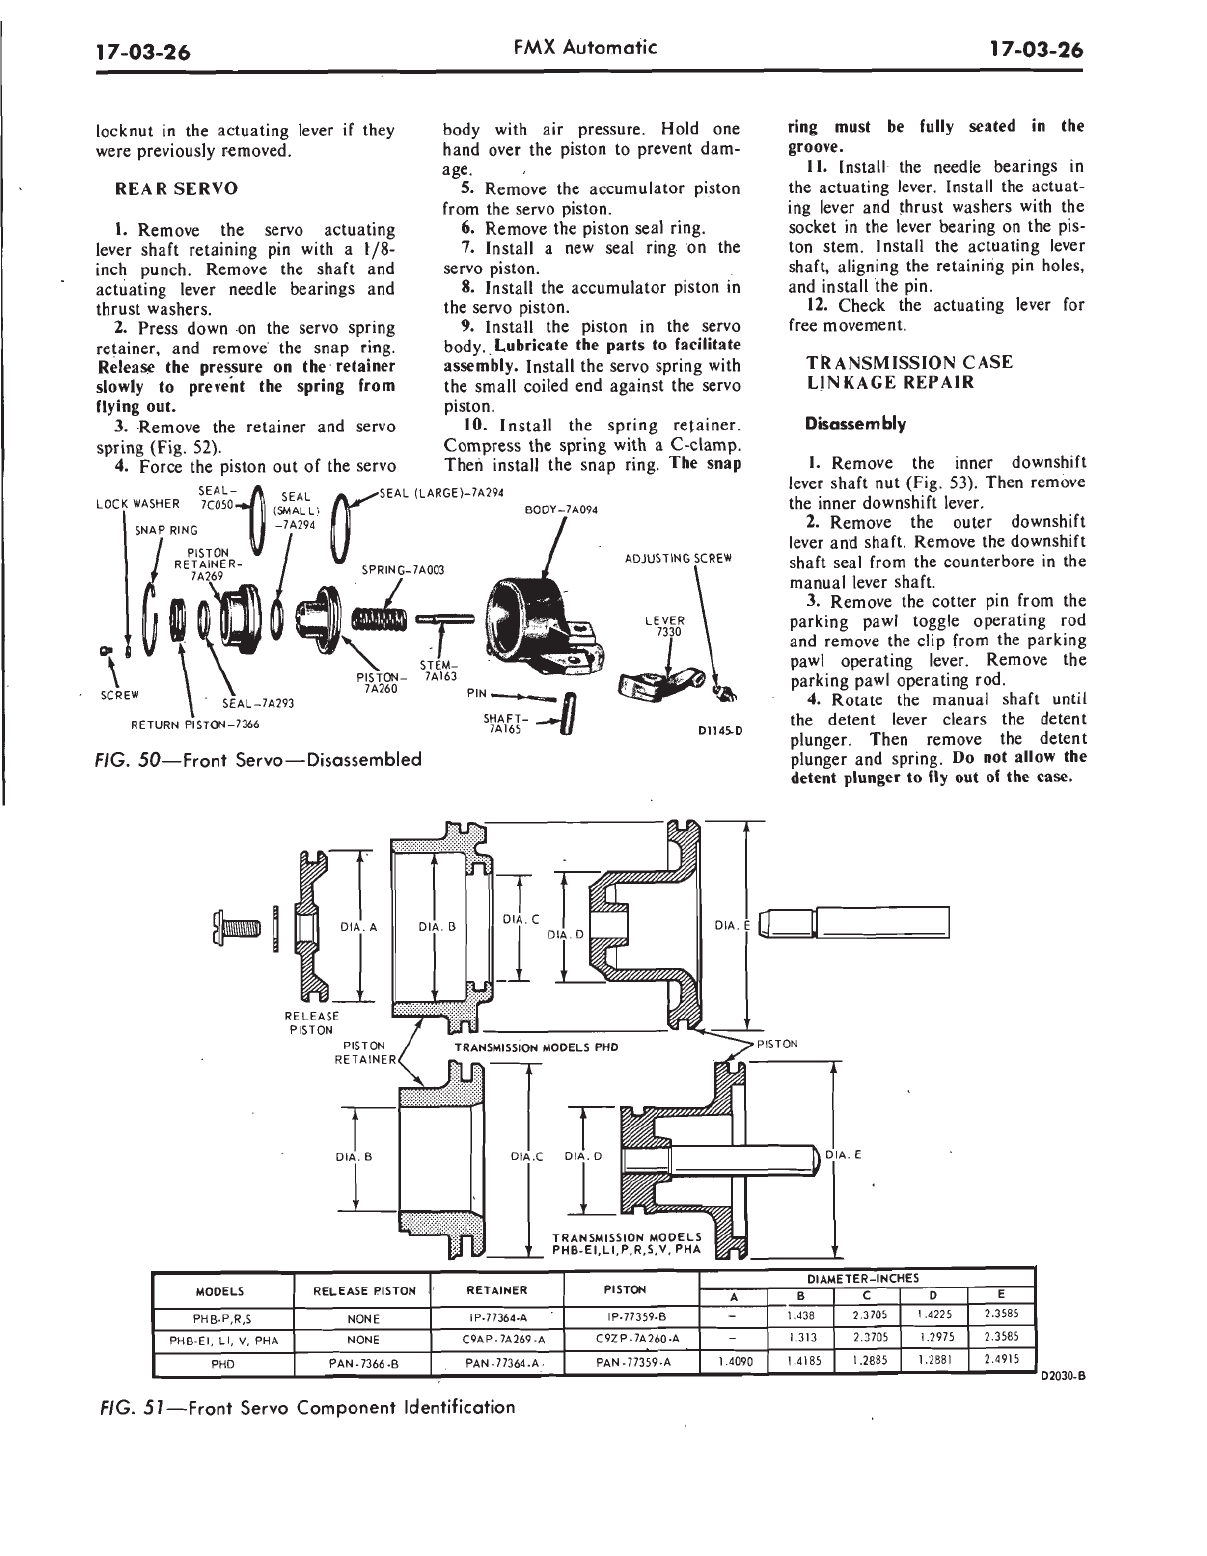 17-03-26
FMX Automatic
17-03-26
locknut in the actuating lever if they
were previously removed.
REAR SERVO
1. Remove the servo actuating
lever shaft retaining pin with a 1/8-
inch punch. Remove the shaft and
actuating lever needle bearings and
thrust washers.
2. Press down on the servo spring
retainer, and remove the snap ring.
Release the pressure on the retainer
slowly to prevent the spring from
flying out.
3. Remove the retainer and servo
spring (Fig. 52).
4. Force the piston out of the servo
body with air pressure. Hold one
hand over the piston to prevent dam-
age.
5. Remove the accumulator piston
from the servo piston.
6. Remove the piston seal ring.
7. Install a new seal ring on the
servo piston.
8. Install the accumulator piston in
the servo piston.
9. Install the piston in the servo
body. Lubricate the parts to facilitate
assembly. Install the servo spring with
the small coiled end against the servo
piston.
10. Install the spring retainer.
Compress the spring with a C-clamp.
Then install the snap ring. The snap
ring must be fully seated in the
groove.
11. Install the needle bearings in
the actuating lever. Install the actuat-
ing lever and thrust washers with the
socket in the lever bearing on the pis-
ton stem. Install the actuating lever
shaft, aligning the retaining pin holes,
and install the pin.
12. Check the actuating lever for
free movement.
TRANSMISSION CASE
LINKAGE REPAIR
Disassembly
1. Remove the inner downshift
lever shaft nut (Fig. 53). Then remove
the inner downshift lever.
2. Remove the outer downshift
lever and shaft. Remove the downshift
shaft seal from the counterbore in the
manual lever shaft.
3. Remove the cotter pin from the
parking pawl toggle operating rod
and remove the clip from the parking
pawl operating lever. Remove the
parking pawl operating rod.
4. Rotate the manual shaft until
the detent lever clears the detent
plunger. Then remove the detent
plunger and spring. Do not allow the
detent plunger to fly out of the case.
LOCK WASHER
SEAL-
7C050
SEAL
(SMALL)
-7A294
SEAL (LARGE)-7A294
BODY-7A094
SNAP RING
PISTON
RETAINER-
7A269
SPRING-7A003
ADJUSTING SCREW
LEVER
7330
STEM-
7A163
PISTON-
7A260
PIN
SCREW
SEAL-7A293
RETURN PISTON-7366
SHAFT-
7A165
D1145-D
FIG. 50—Front Servo—Disassembled
DIA. A
DIA. B
DIA. C
DIA. D
DIA. E
RELEASE
PISTON
PISTON
RETAINER
TRANSMISSION MODELS PHD
PISTON
DIA. B
DIA. C
DIA. D
DIA. E
TRANSMISSION MODELS
PHB-EI,LI,P,R,S,V, PHA
MODELS RELEASE PISTON RETAINER PISTON DIAMETER-INCHES
A B C D E
PHB-P,R,S NONE IP-77364-A IP-77359-B - 1.438 2.3705 1.4225 2.3585
PHB-EI, LI, V, PHA NONE C9AP-7A269-A C9ZP-7A260-A - 1.313 2.3705 1.2975 2.3585
PHD PAN-7366-B PAN-77364-A PAN-77359-A 1.4090 1.4185 1.2885 1.2881 2.4915
D2030-B
FIG. 51—Front Servo Component Identification